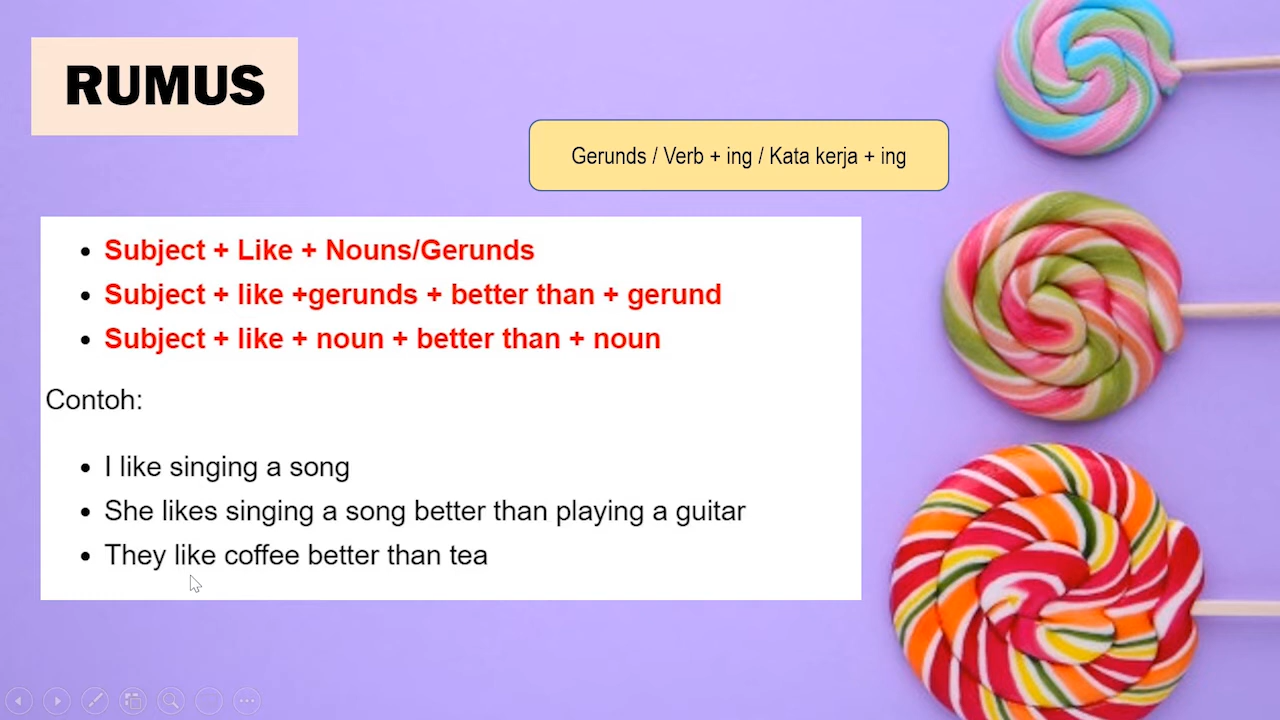 RUMUS
Gerunds / Verb + ing / Kata kerja + ing
• Subject + Like + Nouns/Gerunds
• Subject + like +gerunds + better than + gerund
• Subject + like + noun + better than + noun
Contoh:
• I like singing a song
• She likes singing a song better than playing a guitar
• They like coffee better than tea